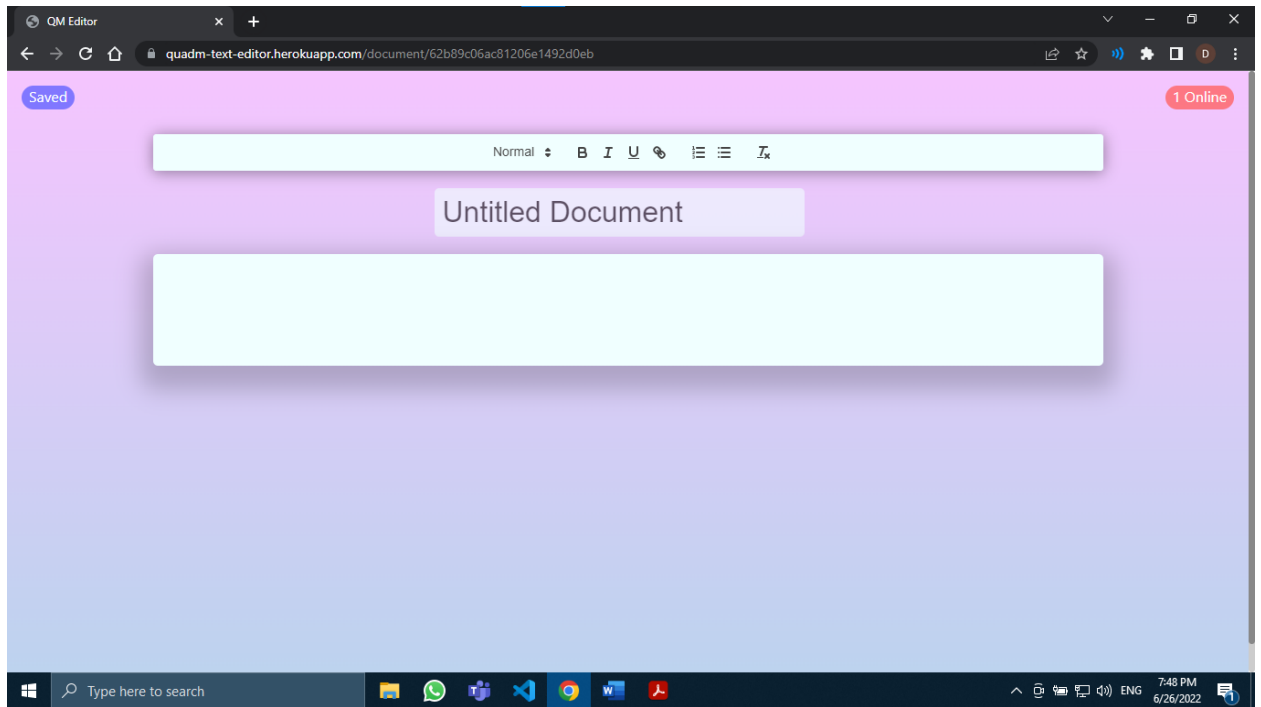 QM Editor
quadm-text-editor.herokuapp.com/document/62b89c06ac81206e1492d0eb
D
Saved
1 Online
Normal B I U
Untitled Document
Type here to search
ENG
7:48 PM
6/26/2022
1